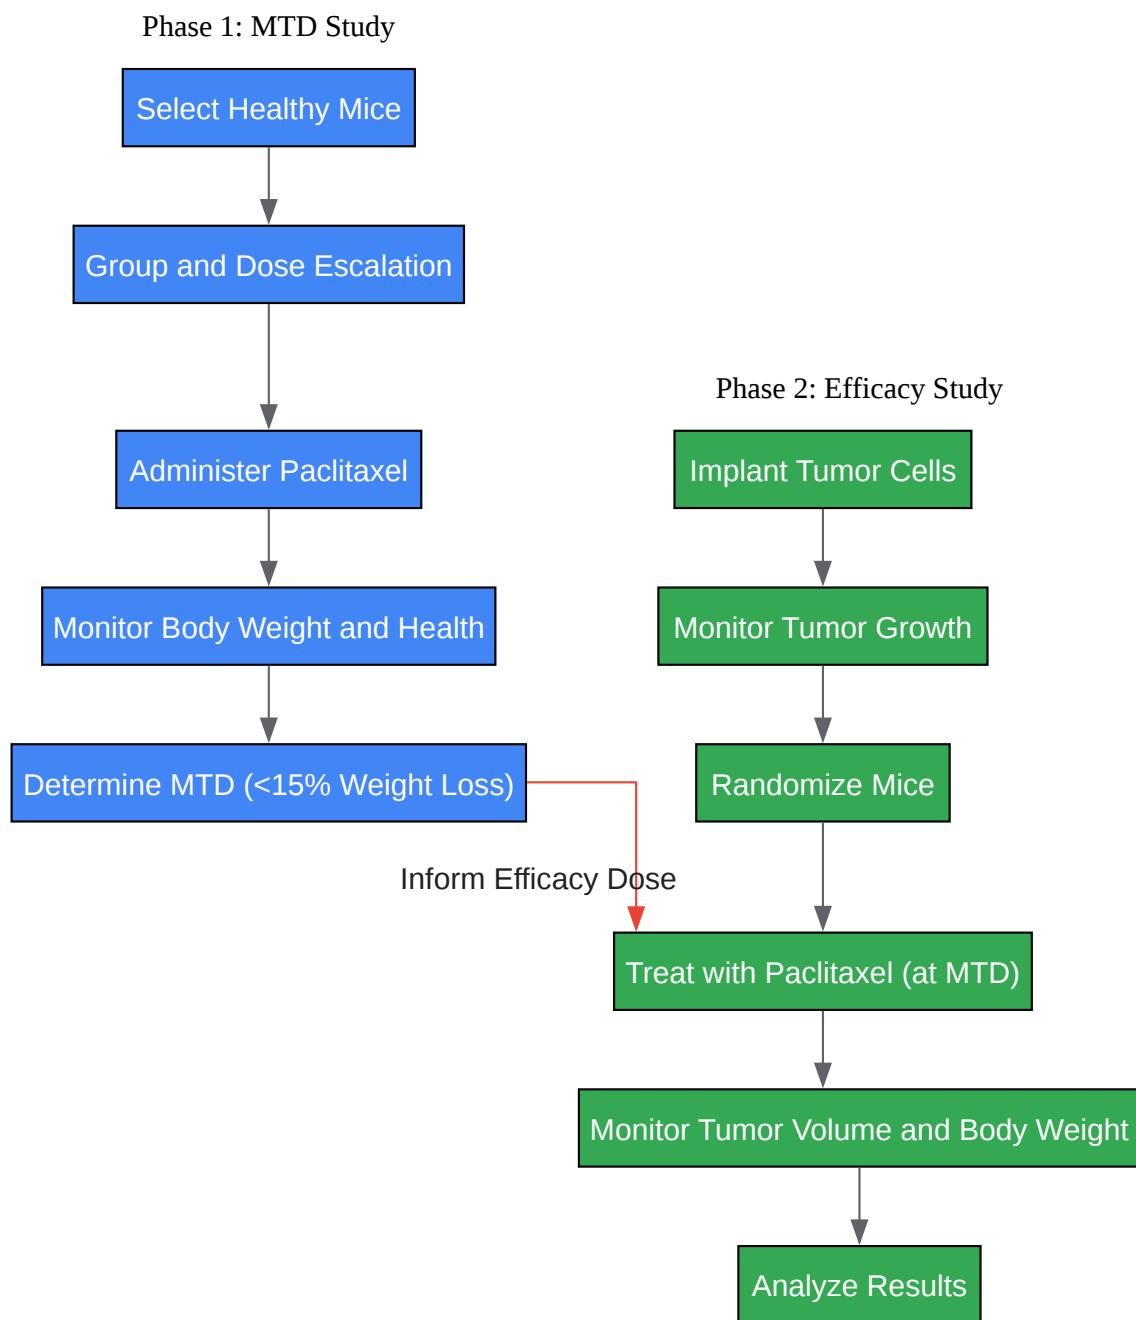 Phase 1: MTD Study
Select Healthy Mice
Group and Dose Escalation
Administer Paclitaxel
Monitor Body Weight and Health
Determine MTD (<15% Weight Loss)
Inform Efficacy Dose
Phase 2: Efficacy Study
Implant Tumor Cells
Monitor Tumor Growth
Randomize Mice
Treat with Paclitaxel (at MTD)
Monitor Tumor Volume and Body Weight
Analyze Results